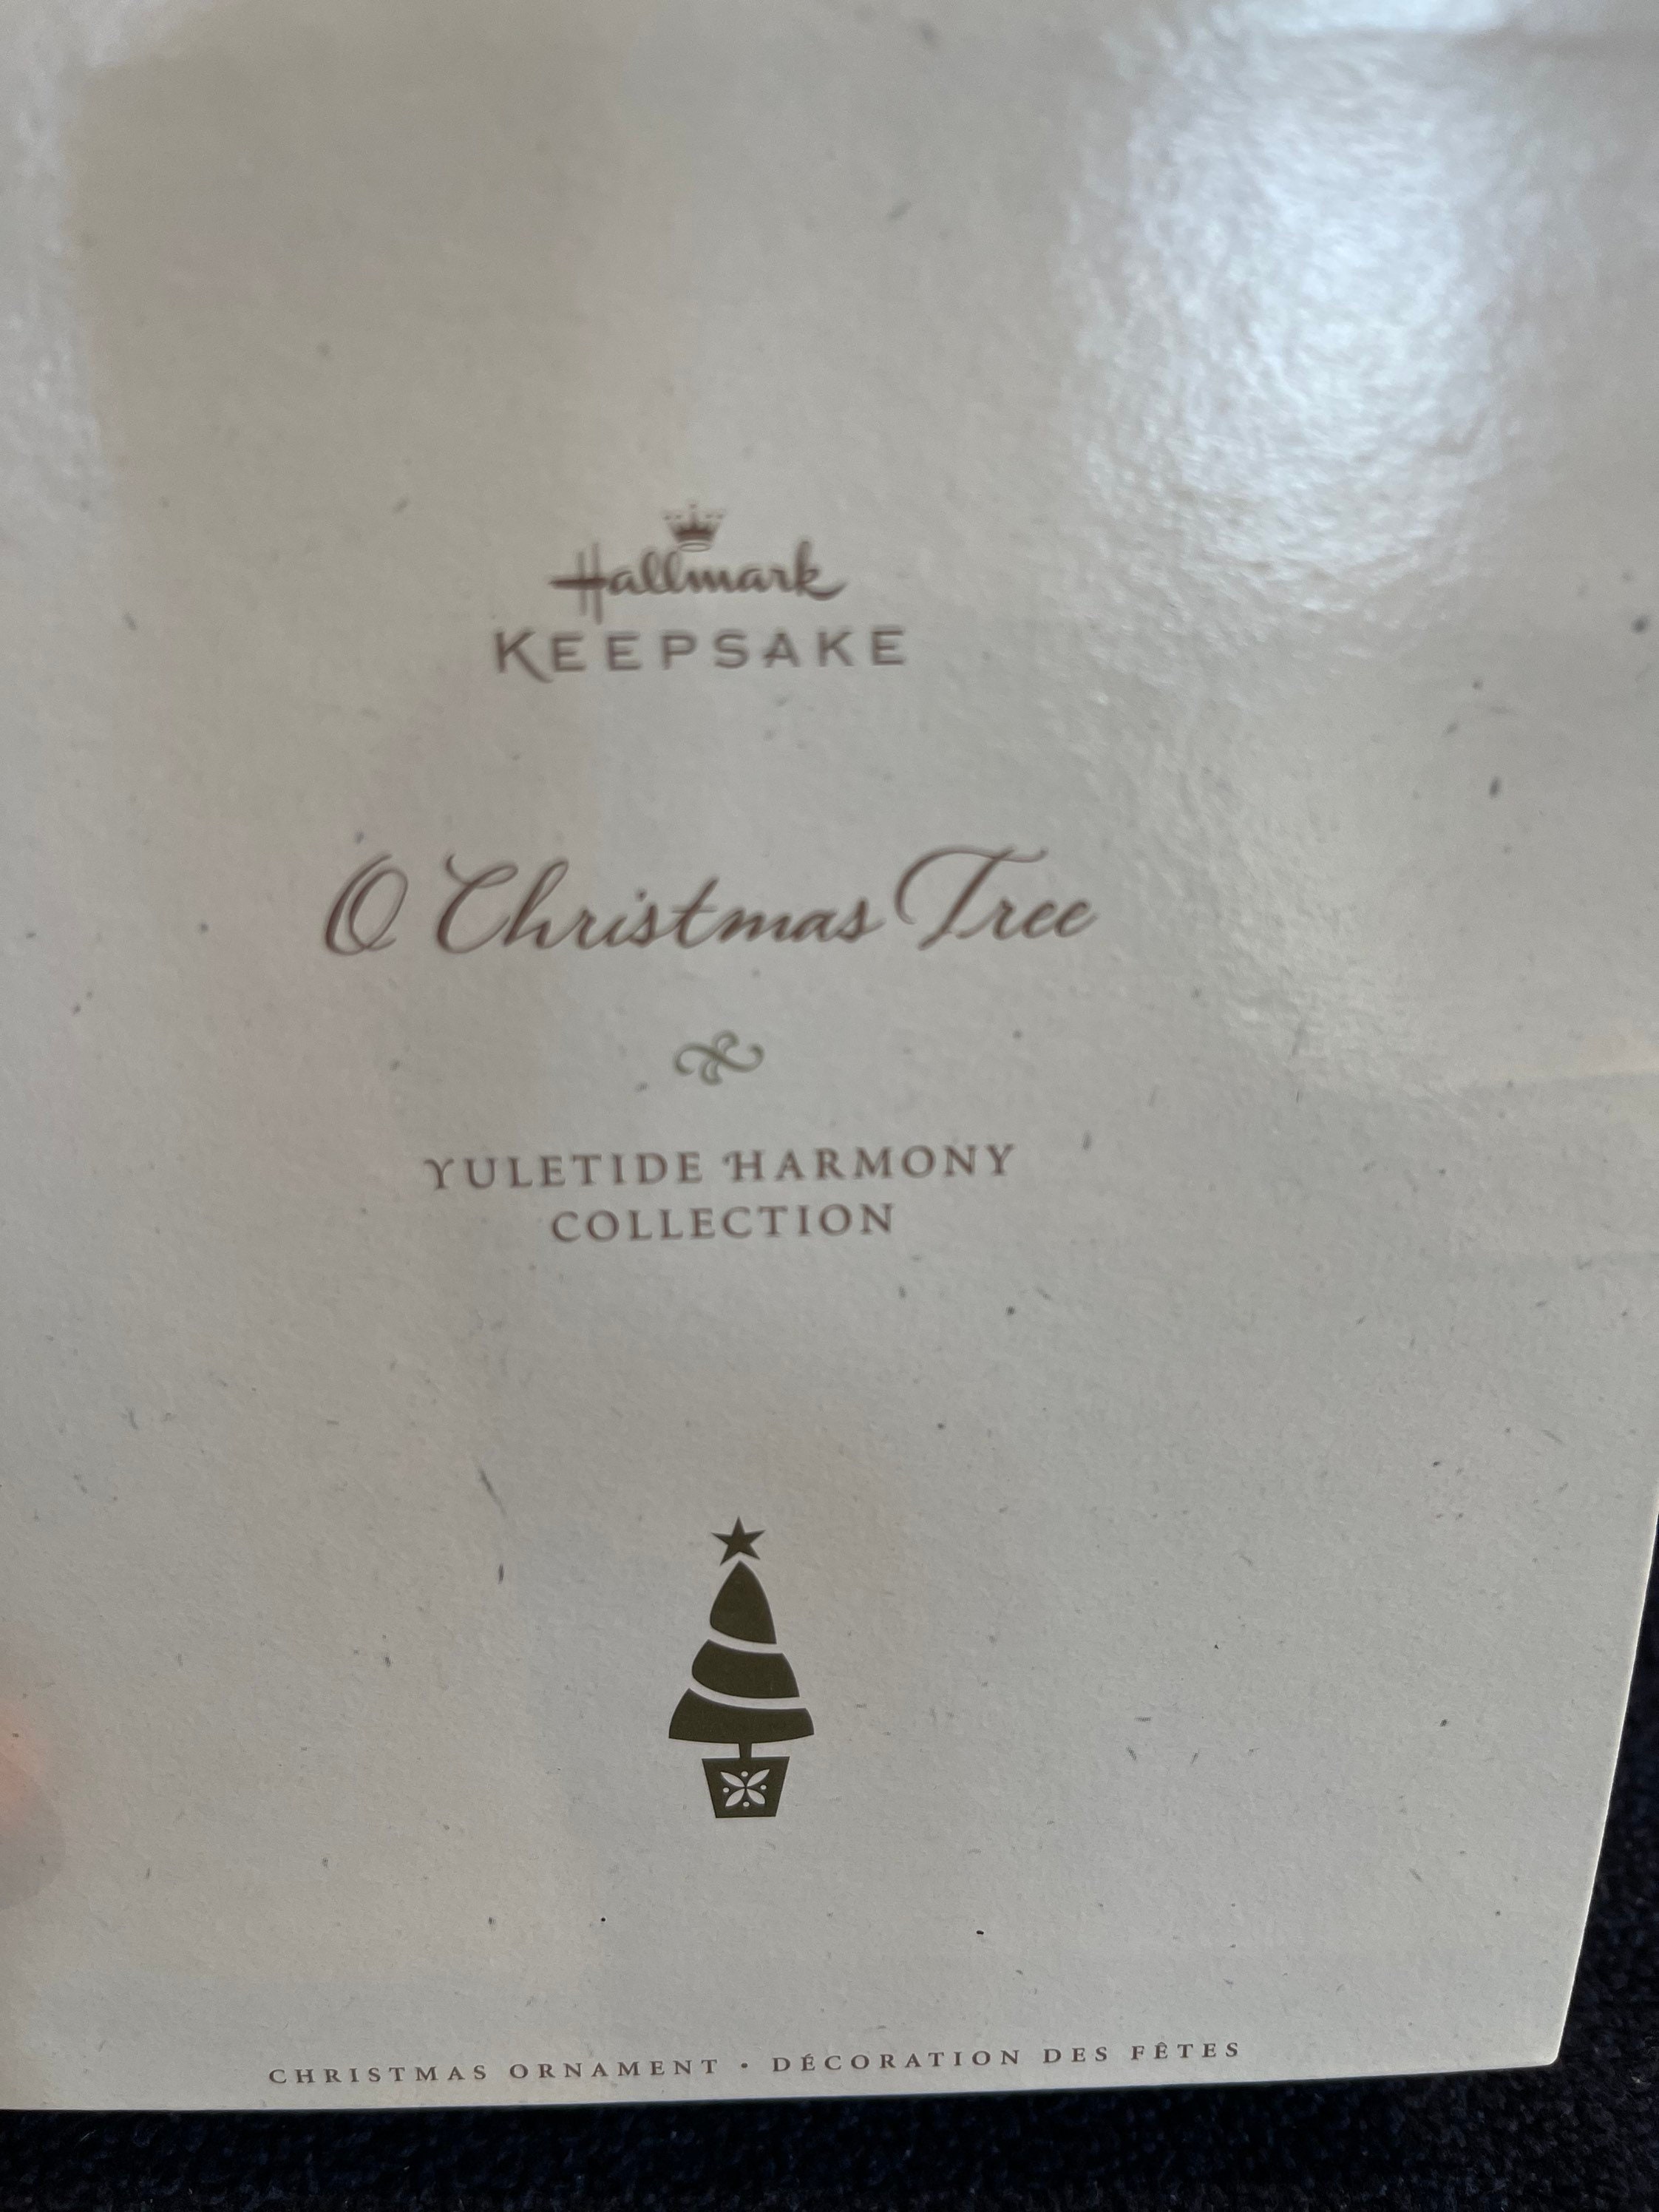 Hallmark
KEEPSAKE
O Christmas Tree
YULETIDE HARMONY
COLLECTION
CHRISTMAS ORNAMENT • DÉCORATION DES FÊTES